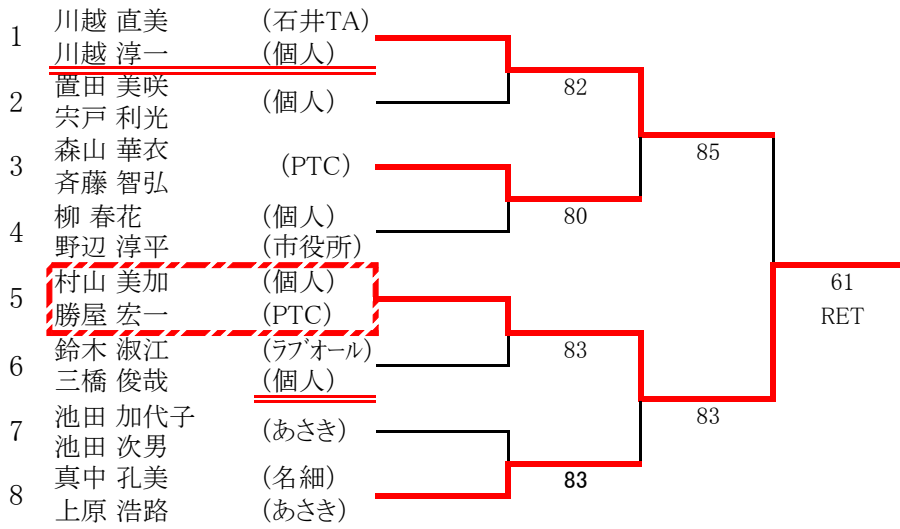 1 川越 直美 (石井TA)
川越 淳一 (個人)
2 置田 美咲 (個人)
宍戸 利光
3 森山 華衣 (PTC)
斉藤 智弘
4 柳 春花 (個人)
野辺 淳平 (市役所)
5 村山 美加 (個人)
勝屋 宏一 (PTC)
6 鈴木 淑江 (ラブオール)
三橋 俊哉 (個人)
7 池田 加代子 (あさき)
池田 次男
8 真中 孔美 (名細)
上原 浩路 (あさき)
82
80
83
83
85
83
61
RET